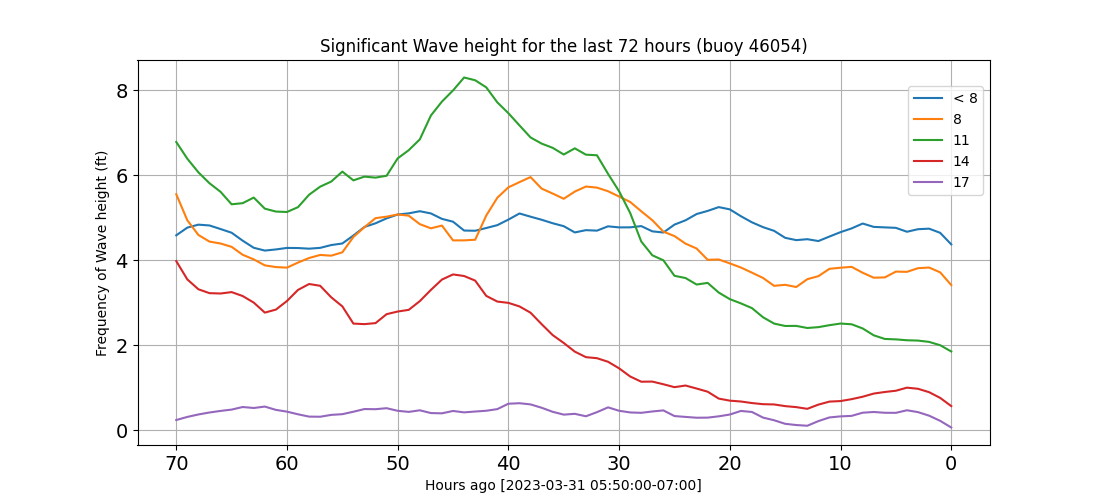 Significant Wave height for the last 72 hours (buoy 46054)
Frequency of Wave height (ft)
8
6
4
2
0
< 8
8
11
14
17
70 60 50 40 30 20 10 0
Hours ago [2023-03-31 05:50:00-07:00]